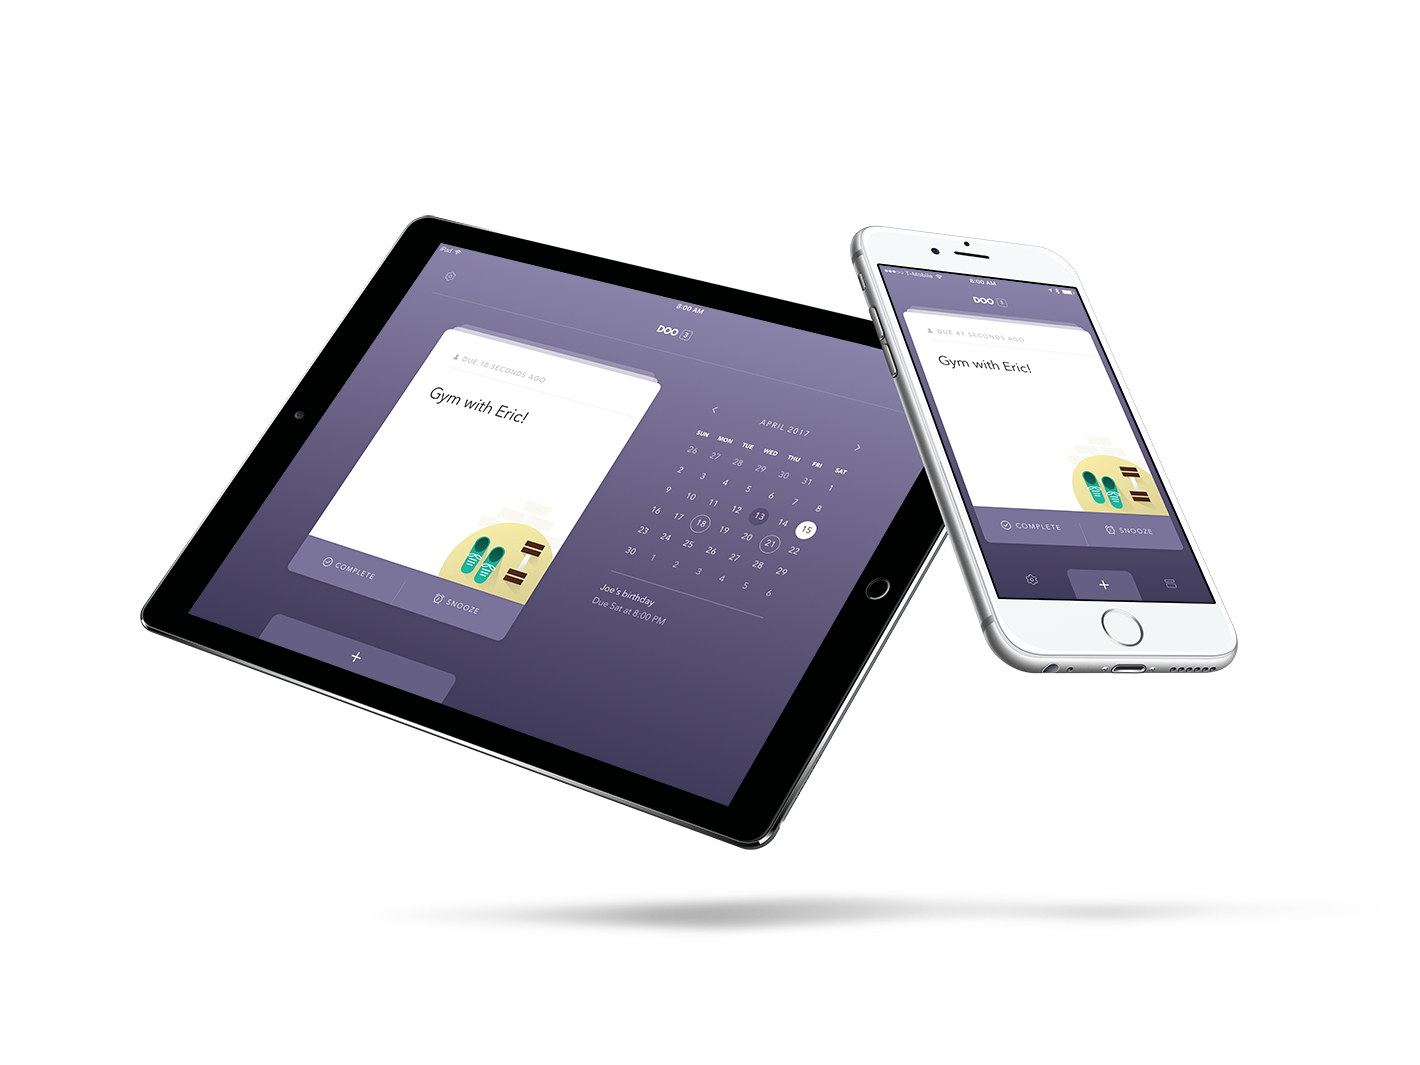 iPad
8:00 AM
DOO 3
DUE 10 SECONDS AGO
Gym with Eric!
COMPLETE
SNOOZE
+
APRIL 2017
SUN MON TUE WED THU FRI SAT
26 27 28 29 30 31 1
2 3 4 5 6 7 8
9 10 11 12 13 14 15
16 17 18 19 20 21 22
23 24 25 26 27 28 29
30 1 2 3 4 5 6
Joe's birthday
Due Sat at 8:00 PM
T-Mobile
8:00 AM
DOO 3
DUE 47 SECONDS AGO
Gym with Eric!
COMPLETE
SNOOZE
+